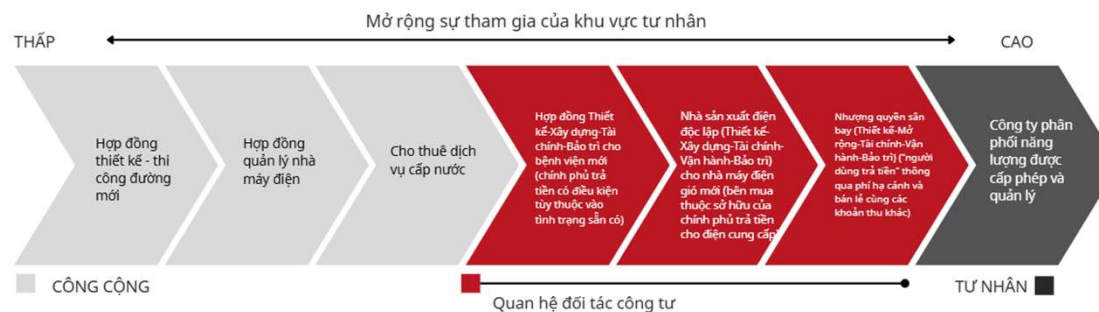 Mở rộng sự tham gia của khu vực tư nhân
THẤP
CAO
Hợp đồng
thiết kế - thi
công đường
mới
Hợp đồng
quản lý nhà
máy điện
Cho thuê dịch
vụ cấp nước
Hợp đồng Thiết
kế-Xây dựng-Tài
chính-Bảo trì cho
bệnh viện mới
(chính phủ trả
tiền có điều kiện
tùy thuộc vào
tình trạng sẵn có)
Nhà sản xuất điện
độc lập (Thiết kế-
Xây dựng-Tài chính-
Vận hành-Bảo trì)
cho nhà máy điện
gió mới (bên mua
thuộc sở hữu của
chính phủ trả tiền
cho điện cung cấp)
Nhượng quyền sân
bay (Thiết kế-Mở
rộng-Tài chính-Vận
hành-Bảo trì) ("người
dùng trả tiền" thông
qua phí hạ cánh và
bán lẻ cùng các
khoản thu khác)
Công ty phân
phối năng
lượng được
cấp phép và
quản lý
CÔNG CỘNG
Quan hệ đối tác công tư
TƯ NHÂN